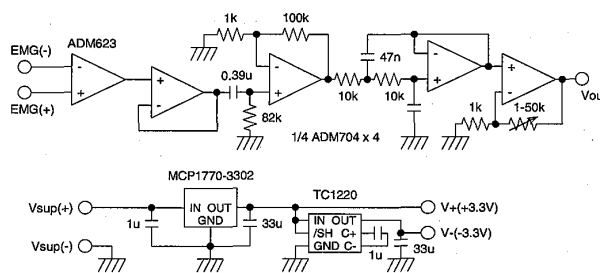 1k
100k
ADM623
EMG(-)
EMG(+)
-
+
-
+
0.39u
82k
-
+
47n
10k
10k
-
+
+
-
1k
1-50k
Vout
1/4 ADM704 x 4
MCP1770-3302
TC1220
Vsup(+)
IN OUT
GND
1u
33u
IN OUT
/SH C+
GND C-
1u
33u
V+(+3.3V)
V-(-3.3V)
Vsup(-)